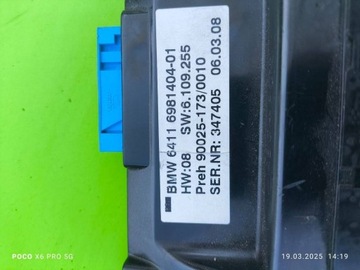 BMW 6411 6981404-01
HW:08 SW:6.109.255
Preh 90025-173/0010
SER.NR: 347405 06.03.08
POCO X6 PRO 5G
19.03.2025 14:19